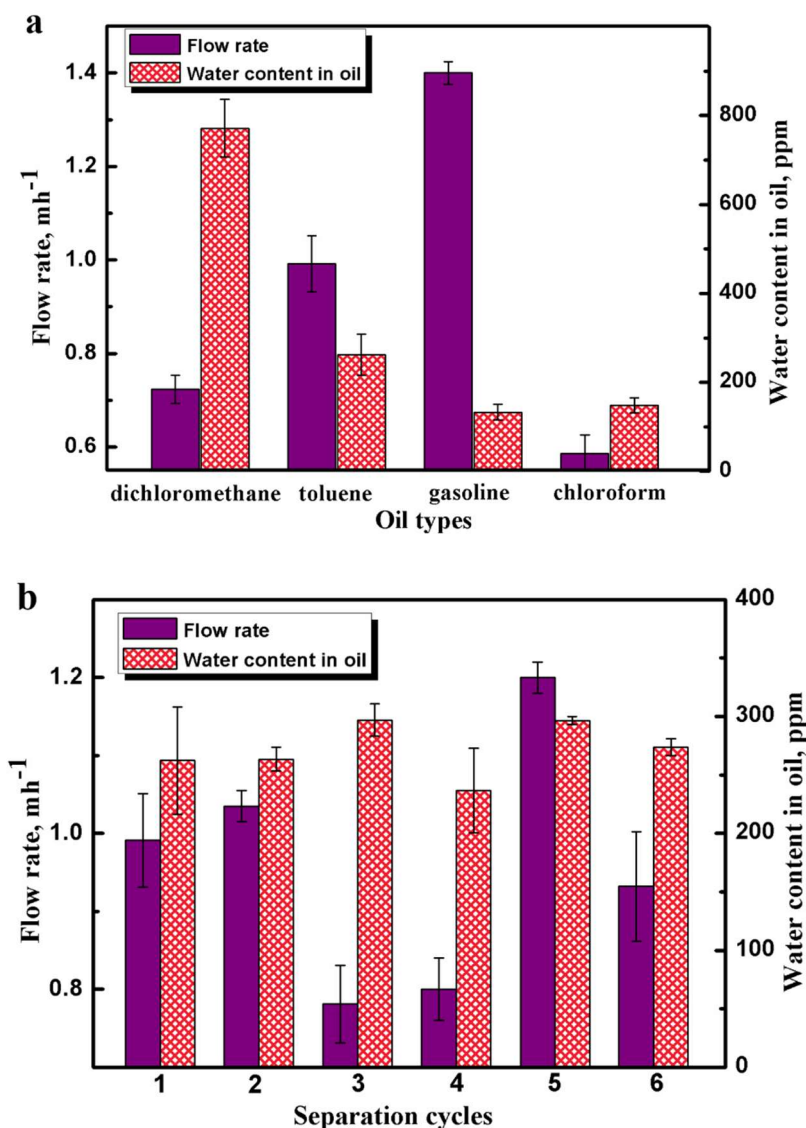 a
Flow rate
Water content in oil
1.4
1.2
1.0
0.8
0.6
Flow rate, mh-1
800
600
400
200
0
Water content in oil, ppm
dichloromethane toluene gasoline chloroform
Oil types
b
Flow rate
Water content in oil
1.2
1.0
0.8
Flow rate, mh-1
400
300
200
100
0
Water content in oil, ppm
1 2 3 4 5 6
Separation cycles